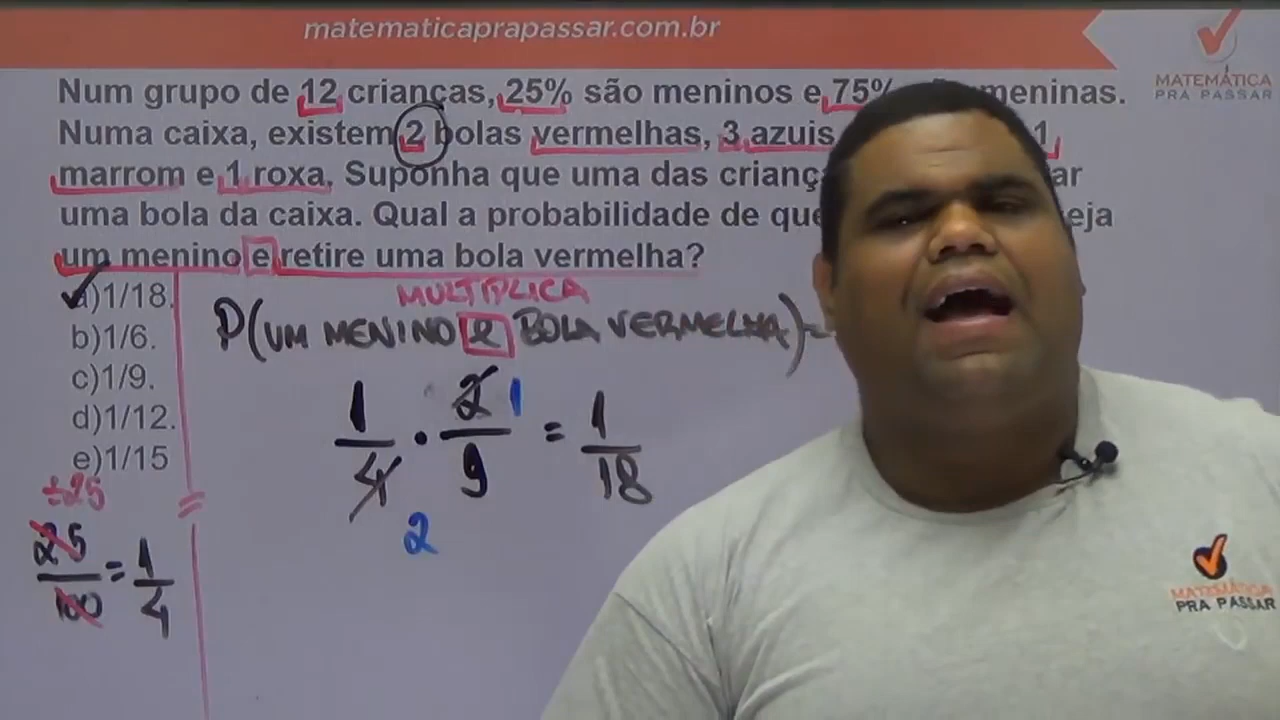 matematicaprapassar.com.br
MATEMÁTICA
PRA PASSAR
Num grupo de 12 crianças, 25% são meninos e 75% meninas.
Numa caixa, existem 2 bolas vermelhas, 3 azuis 1
marrom e 1 roxa. Suponha que uma das
uma bola da caixa. Qual a probabilidade de que
um menino e retire uma bola vermelha?
a)1/18.
b)1/6.
c)1/9.
d)1/12.
e)1/15
MULTIPLICA
P(UM MENINO e BOLA VERMELHA)=
1/4 · 2/9 = 1/18
1
2
÷25
25/100 = 1/4
MATEMÁTICA
PRA PASSAR